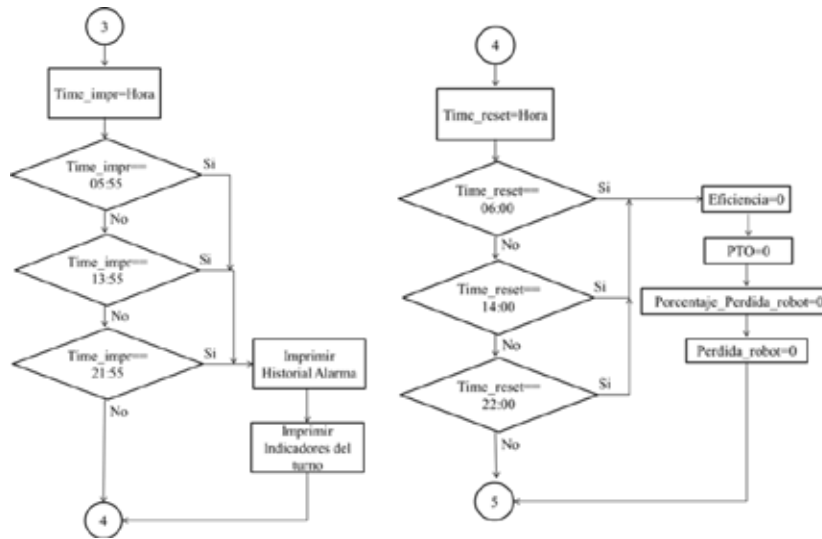 3
Time_impr=Hora
Time_impr==
05:55
Si
No
Time_impr==
13:55
Si
No
Time_impr==
21:55
Si
No
Imprimir
Historial Alarma
Imprimir
Indicadores del
turno
4
4
Time_reset=Hora
Time_reset==
06:00
Si
No
Time_reset==
14:00
Si
No
Time_reset==
22:00
Si
No
Eficiencia=0
PTO=0
Porcentaje_Perdida_robot=0
Perdida_robot=0
5